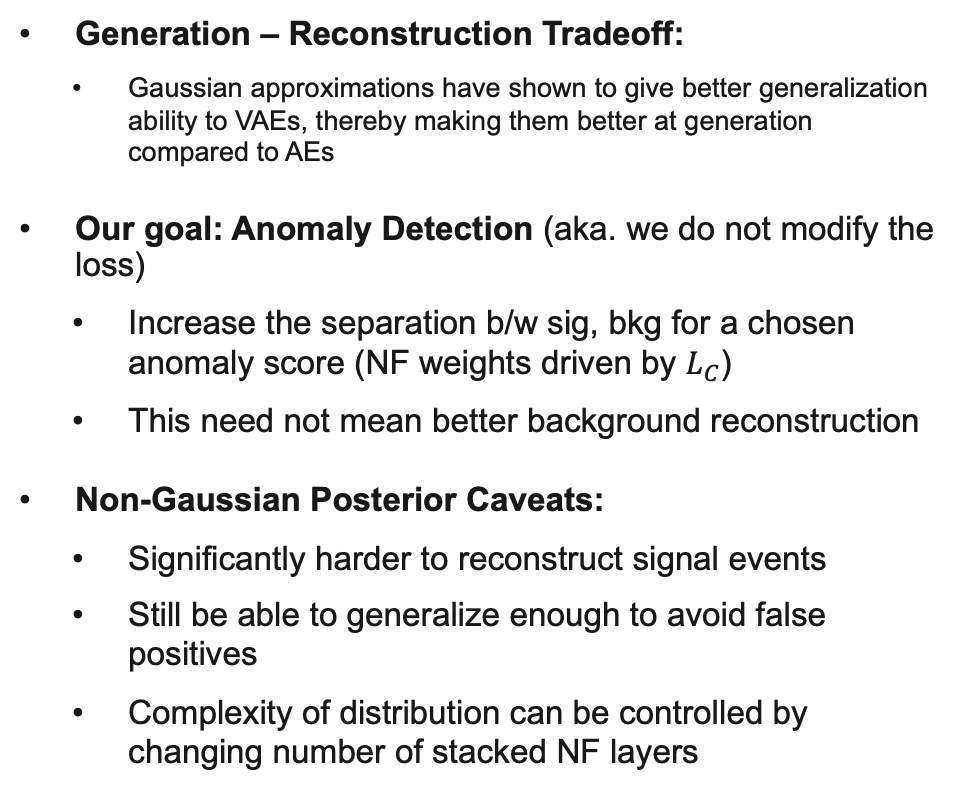 • Generation – Reconstruction Tradeoff:
• Gaussian approximations have shown to give better generalization
ability to VAEs, thereby making them better at generation
compared to AEs
• Our goal: Anomaly Detection (aka. we do not modify the
loss)
• Increase the separation b/w sig, bkg for a chosen
anomaly score (NF weights driven by L_C)
• This need not mean better background reconstruction
• Non-Gaussian Posterior Caveats:
• Significantly harder to reconstruct signal events
• Still be able to generalize enough to avoid false
positives
• Complexity of distribution can be controlled by
changing number of stacked NF layers